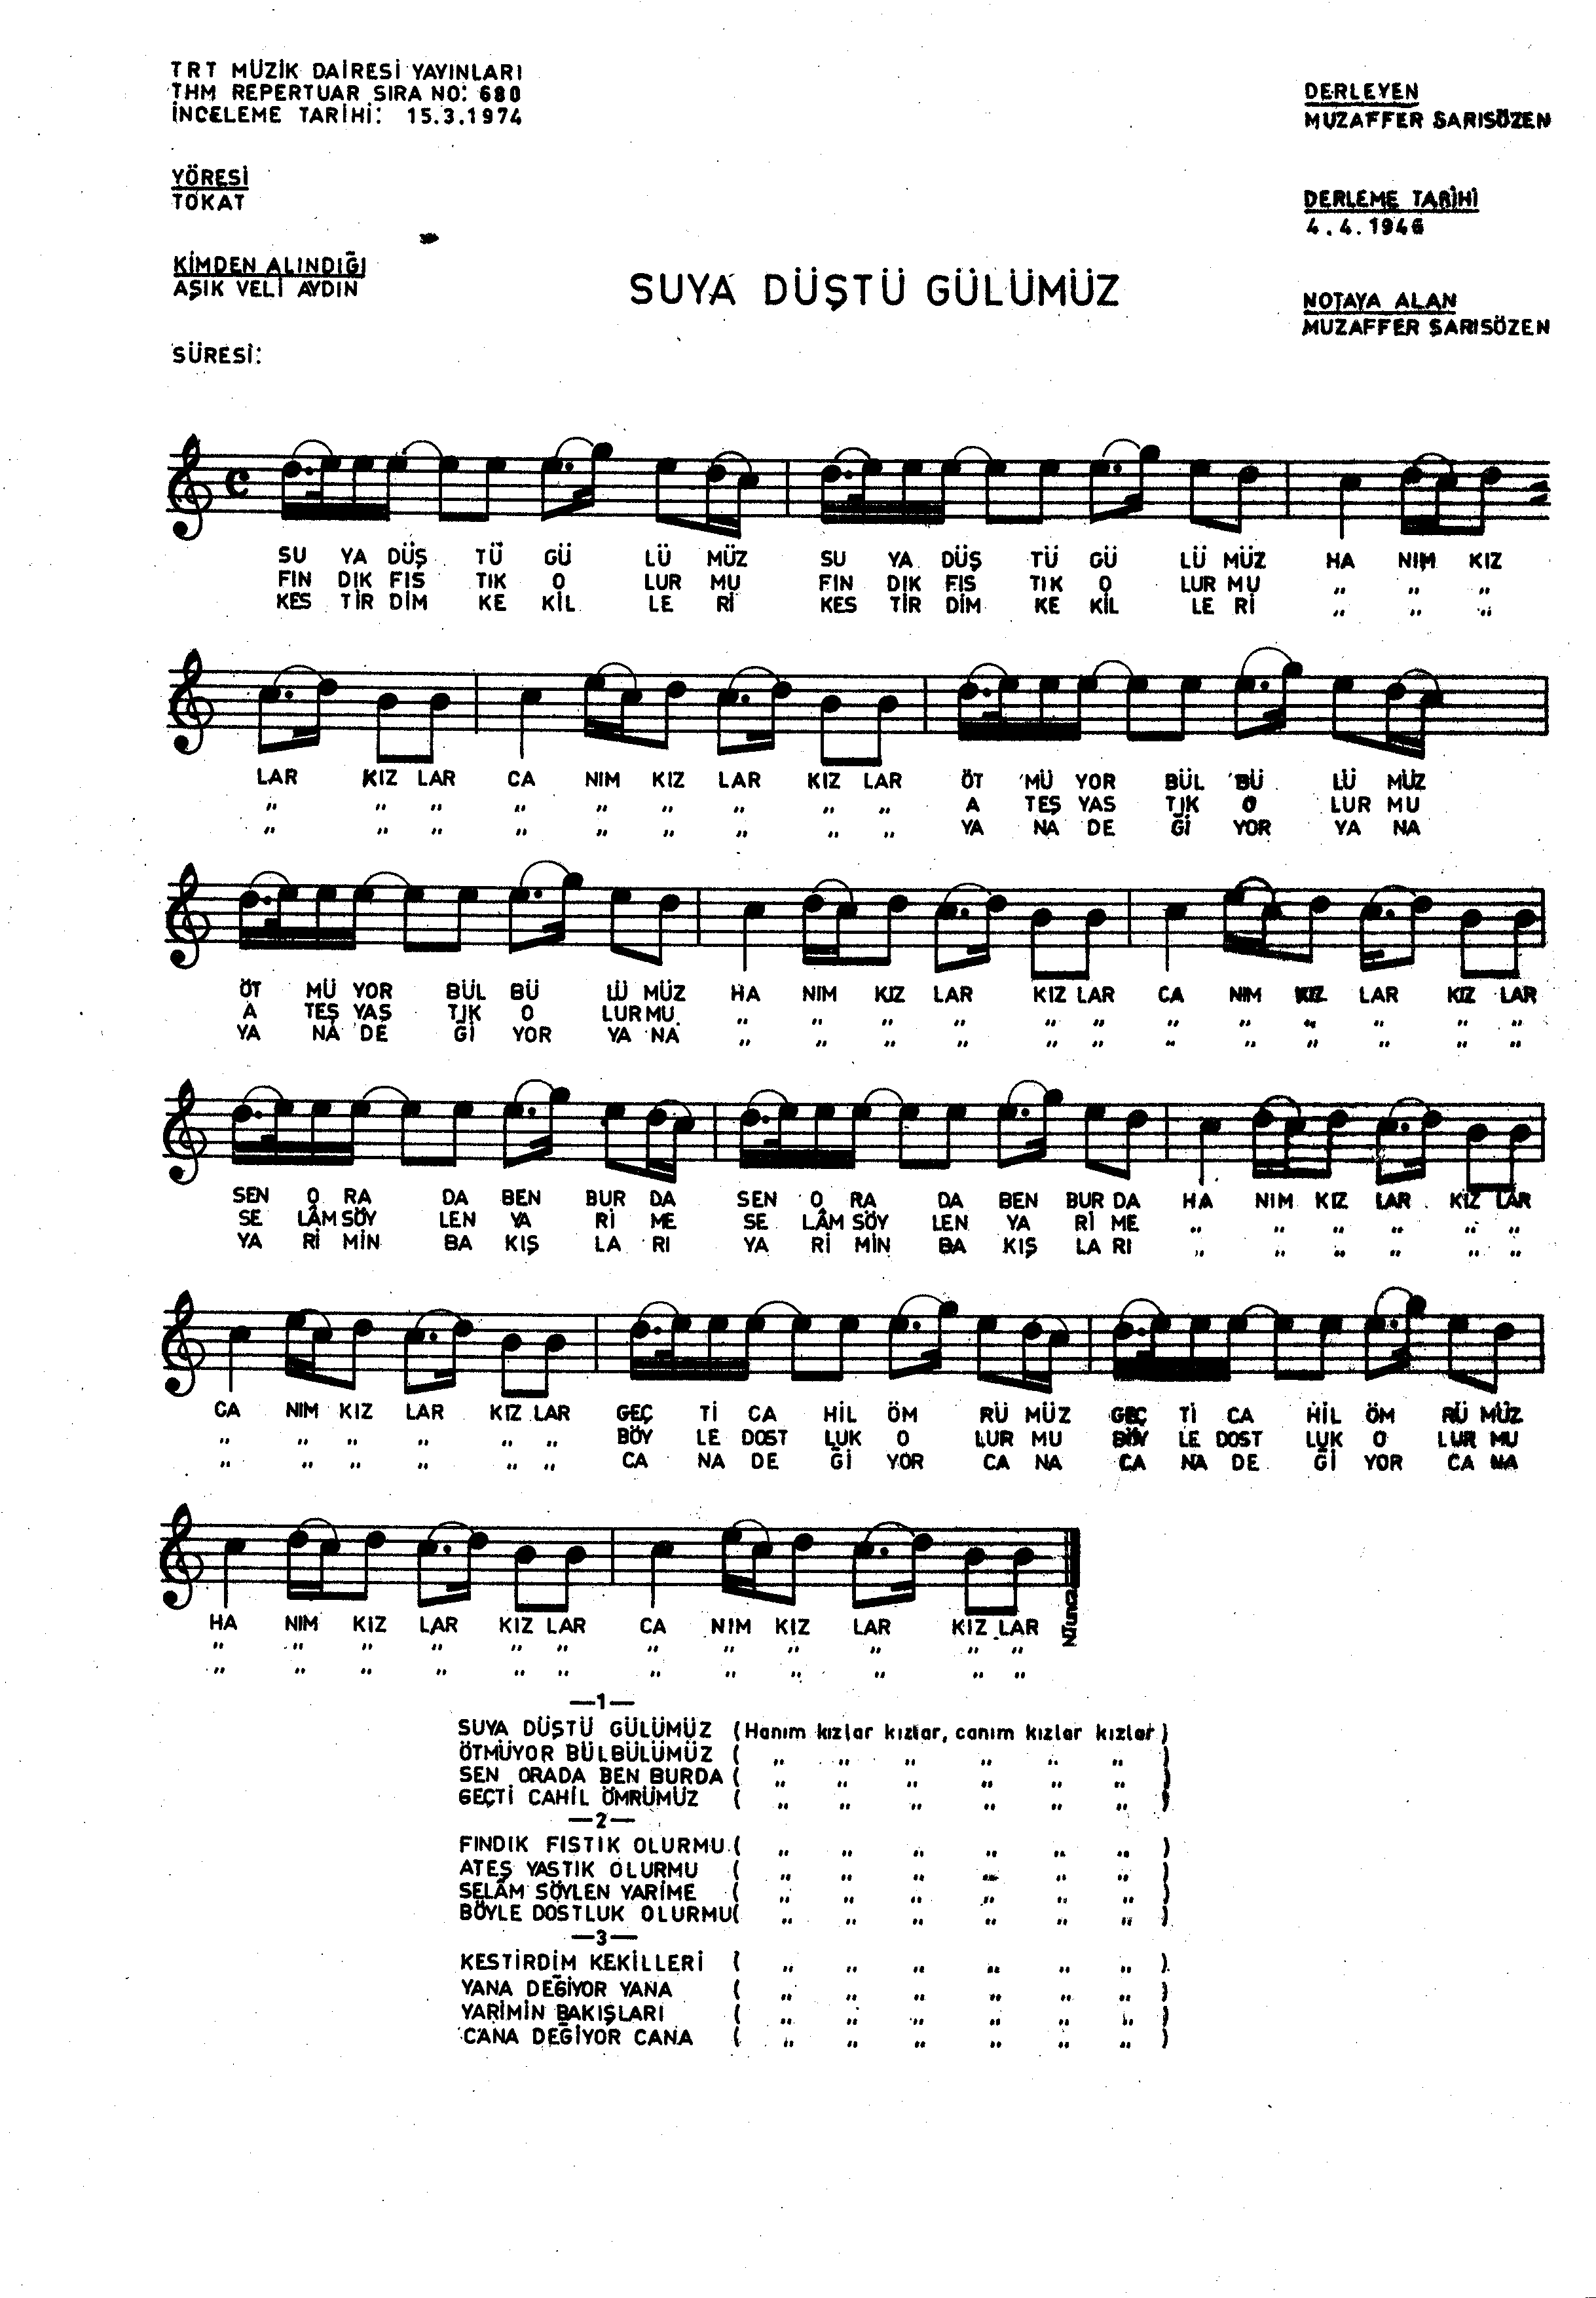 TRT MÜZİK DAİRESİ YAYINLARI
THM REPERTUAR SIRA NO: 680
İNCELEME TARİHİ: 15.3.1974
DERLEYEN
MUZAFFER SARISÖZEN
YÖRESİ
TOKAT
DERLEME TARİHİ
4.4.1946
KİMDEN ALINDIĞI
AŞIK VELİ AYDIN
SUYA DÜŞTÜ GÜLÜMÜZ
NOTAYA ALAN
MUZAFFER SARISÖZEN
SÜRESİ:
SU YA DÜŞ TÜ GÜ LÜ MÜZ SU YA DÜŞ TÜ GÜ LÜ MÜZ HA NIM KIZ
FIN DIK FIS TIK O LUR MU FIN DIK FIS TIK O LUR MU " " "
KES TİR DİM KE KİL LE Rİ KES TİR DİM KE KİL LE Rİ " " "
LAR KIZ LAR CA NIM KIZ LAR KIZ LAR ÖT MÜ YOR BÜL BÜ LÜ MÜZ
" " " " " " " " " A TEŞ YAS TIK O LUR MU
" " " " " " " " " YA NA DE Ğİ YOR YA NA
ÖT MÜ YOR BÜL BÜ LÜ MÜZ HA NIM KIZ LAR KIZ LAR CA NIM KIZ LAR KIZ LAR
A TEŞ YAS TIK O LUR MU " " " " " " " " " " " "
YA NA DE Ğİ YOR YA NA " " " " " " " " " " " "
SEN O RA DA BEN BUR DA SEN O RA DA BEN BUR DA HA NIM KIZ LAR KIZ LAR
SE LÂM SÖY LEN YA Rİ ME SE LÂM SÖY LEN YA Rİ ME " " " " " "
YA Rİ MİN BA KIŞ LA RI YA Rİ MİN BA KIŞ LA RI " " " " " "
CA NIM KIZ LAR KIZ LAR GEÇ Tİ CA HİL ÖM RÜ MÜZ GEÇ Tİ CA HİL ÖM RÜ MÜZ
" " " " " " BÖY LE DOST LUK O LUR MU BÖY LE DOST LUK O LUR MU
" " " " " " CA NA DE Ğİ YOR CA NA CA NA DE Ğİ YOR CA NA
HA NIM KIZ LAR KIZ LAR CA NIM KIZ LAR KIZ LAR
" " " " " " " " " " " "
" " " " " " " " " " " "
—1—
SUYA DÜŞTÜ GÜLÜMÜZ (Hanım kızlar kızlar, canım kızlar kızlar)
ÖTMÜYOR BÜLBÜLÜMÜZ ( " " " " " " )
SEN ORADA BEN BURDA ( " " " " " " )
GEÇTİ CAHİL ÖMRÜMÜZ ( " " " " " " )
—2—
FINDIK FISTIK OLURMU ( " " " " " " )
ATEŞ YASTIK OLURMU ( " " " " " " )
SELÂM SÖYLEN YARİME ( " " " " " " )
BÖYLE DOSTLUK OLURMU ( " " " " " " )
—3—
KESTİRDİM KEKİLLERİ ( " " " " " " )
YANA DEĞİYOR YANA ( " " " " " " )
YARİMİN BAKIŞLARI ( " " " " " " )
CANA DEĞİYOR CANA ( " " " " " " )